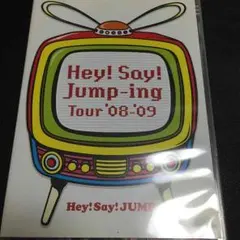 Hey! Say!
Jump-ing
Tour '08-'09
Hey! Say! JUMP